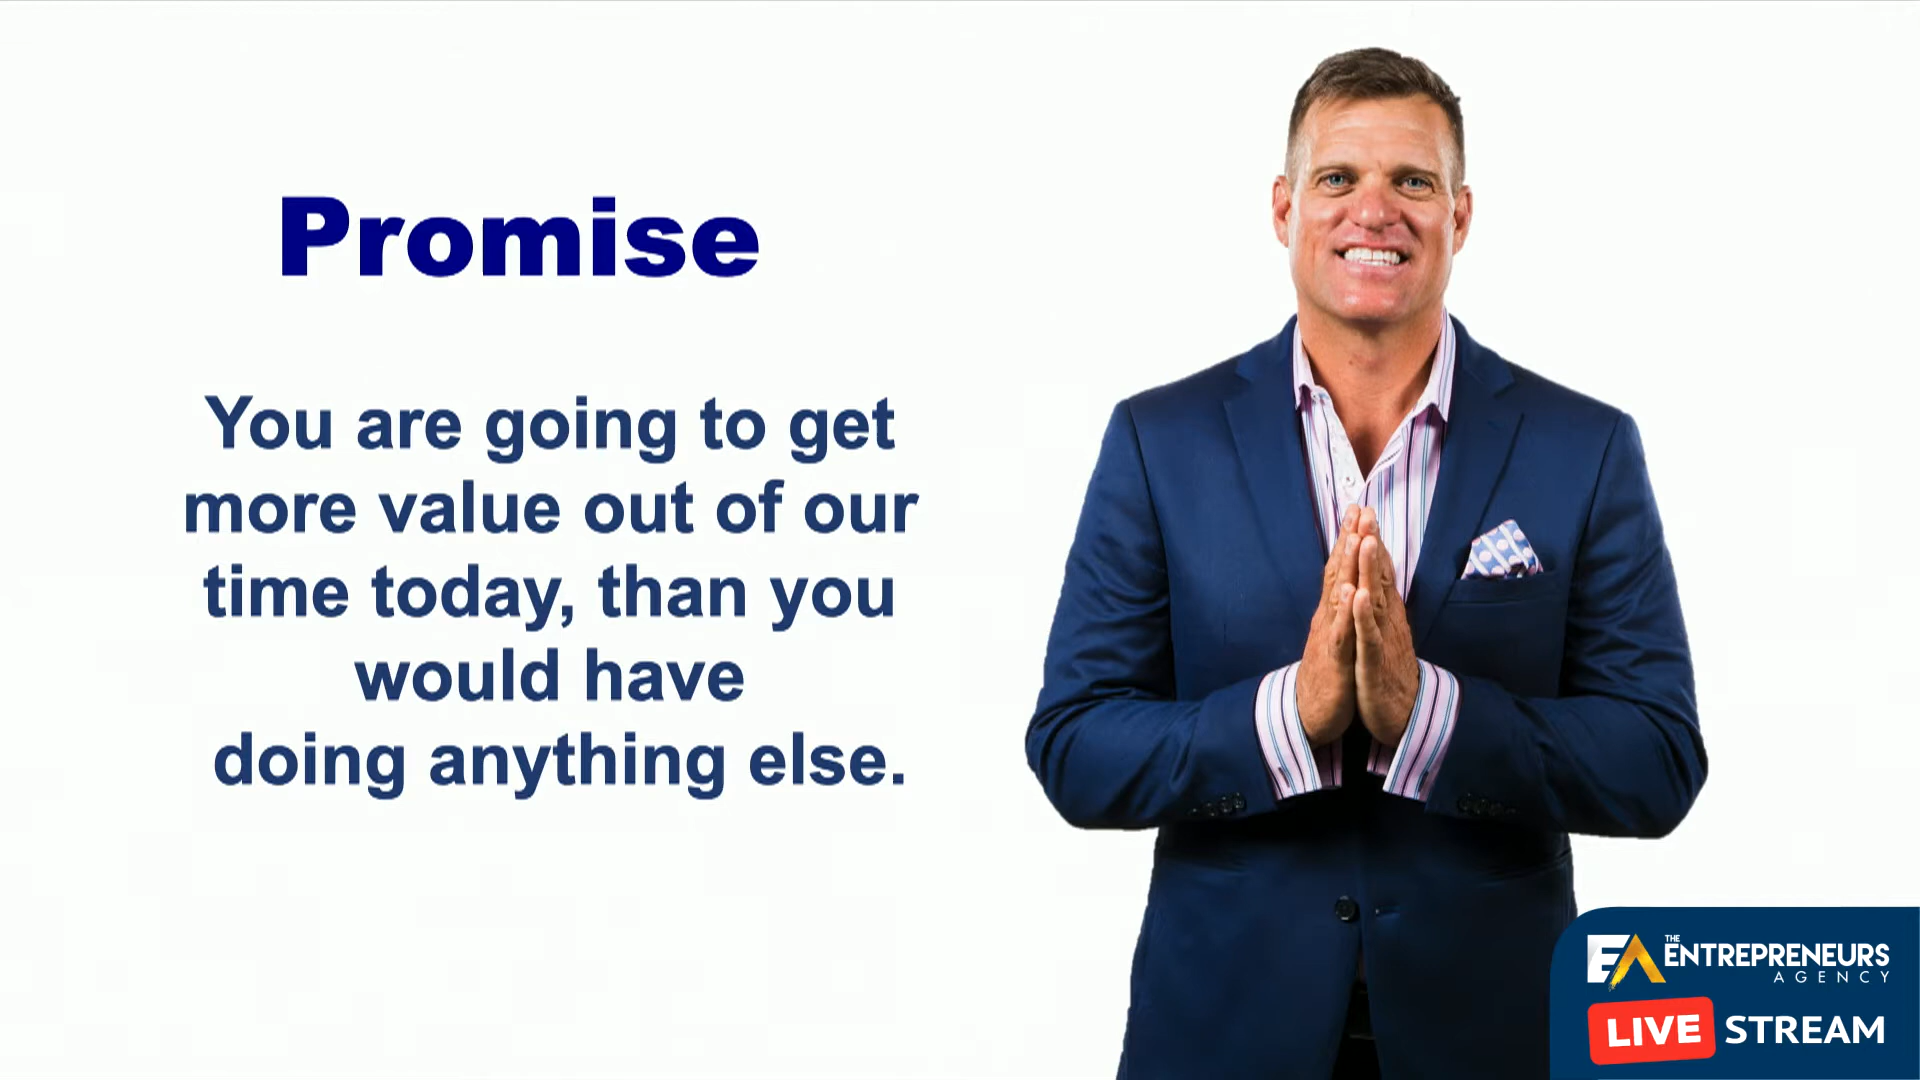 Promise
You are going to get
more value out of our
time today, than you
would have
doing anything else.
EA THE
ENTREPRENEURS
AGENCY
LIVE STREAM